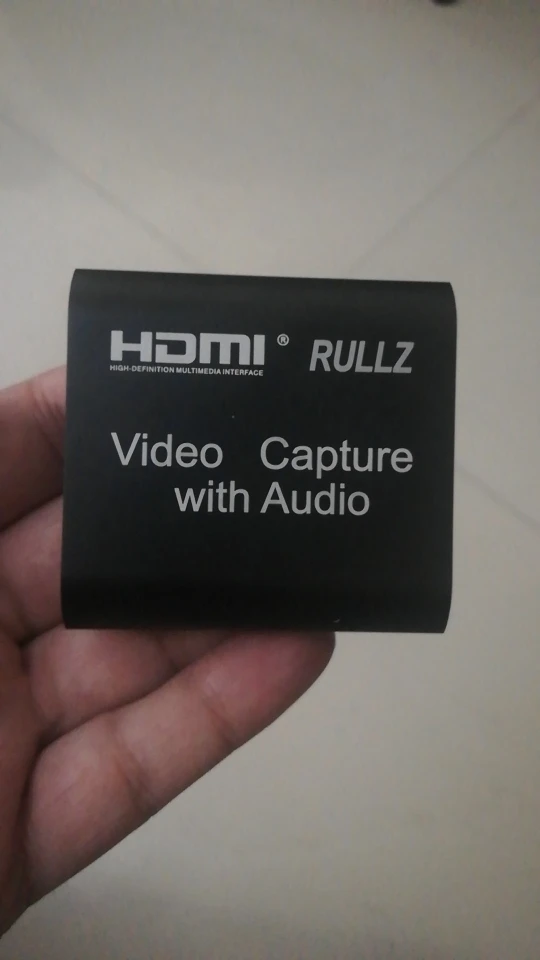 HDMI® RULLZ
HIGH-DEFINITION MULTIMEDIA INTERFACE
Video Capture
with Audio